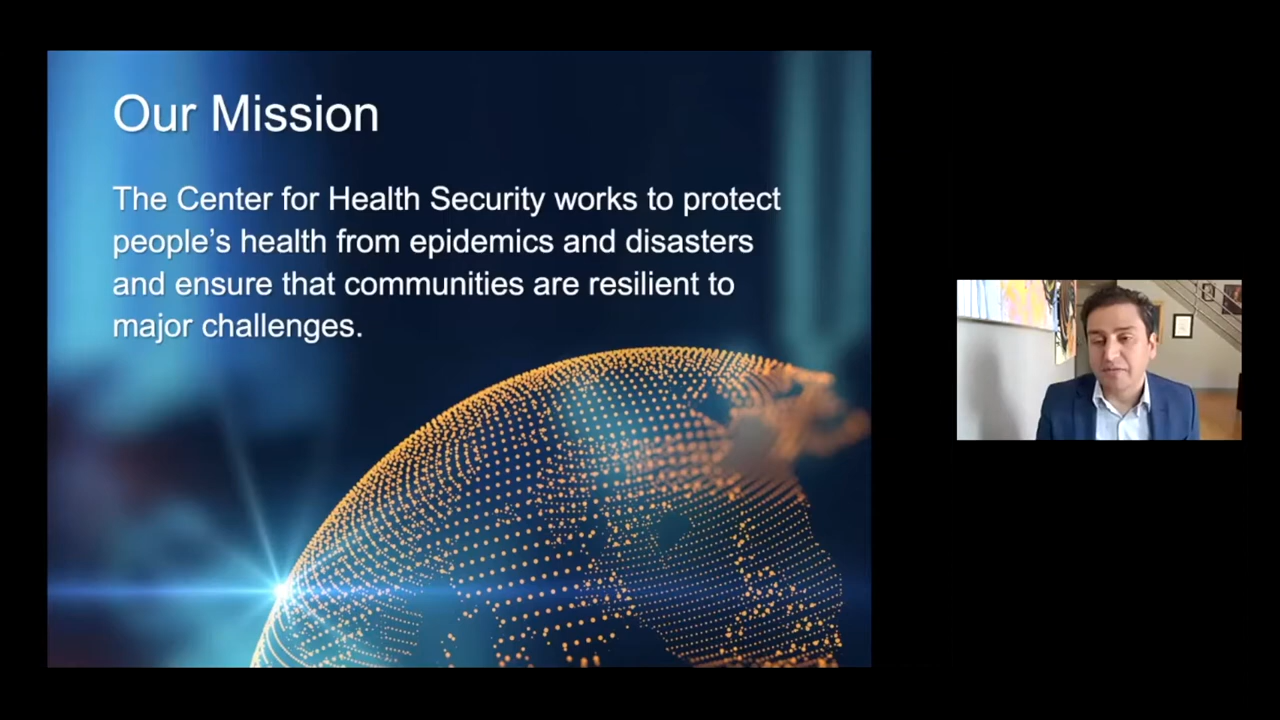 Our Mission
The Center for Health Security works to protect
people’s health from epidemics and disasters
and ensure that communities are resilient to
major challenges.